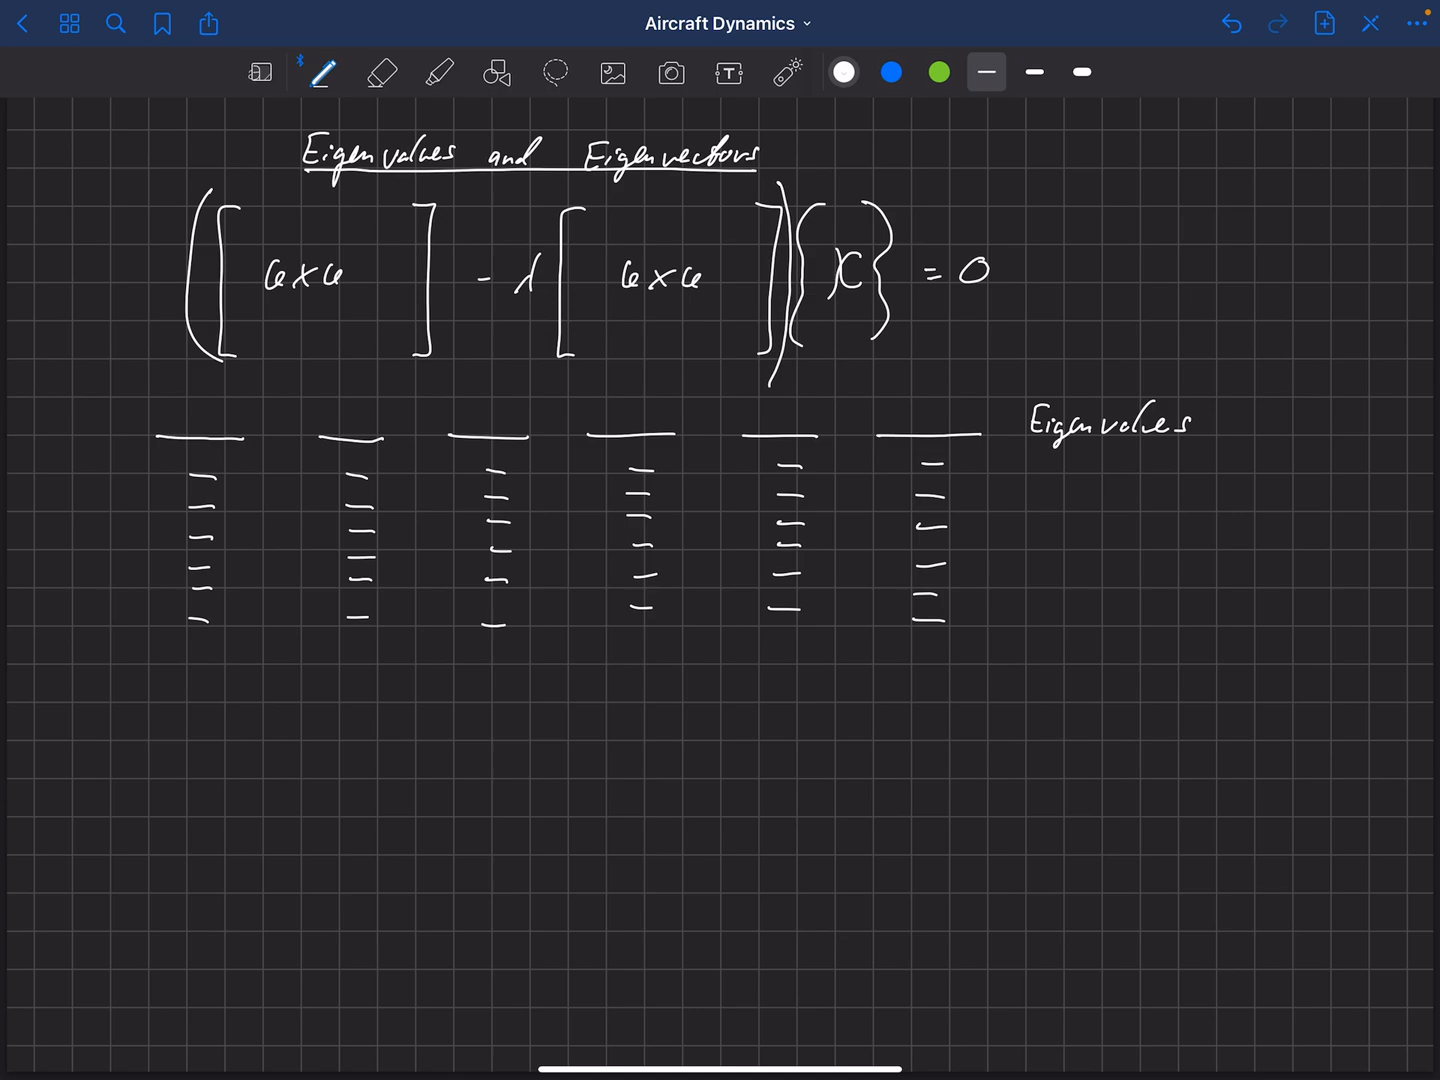 Aircraft Dynamics
T
Eigenvalues and Eigenvectors
([ 6x6 ] - λ [ 6x6 ]) { X } = 0
Eigenvalues